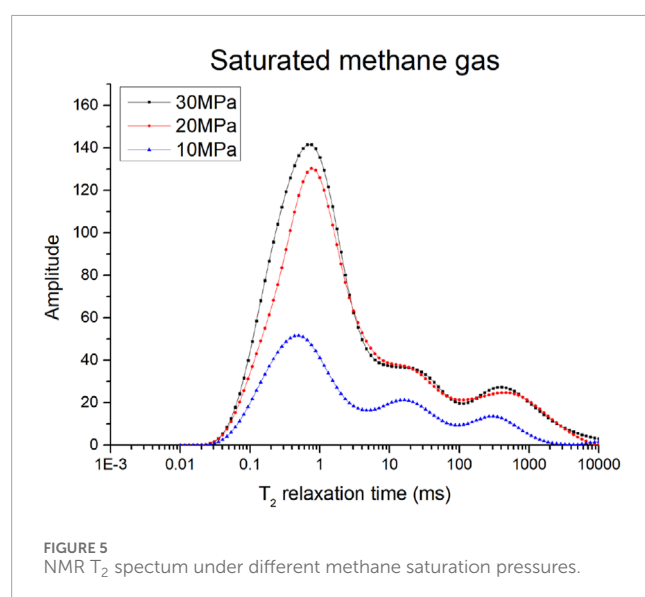 Saturated methane gas
30MPa
20MPa
10MPa
160
140
120
100
80
60
40
20
0
Amplitude
1E-3 0.01 0.1 1 10 100 1000 10000
T₂ relaxation time (ms)
FIGURE 5
NMR T₂ spectum under different methane saturation pressures.